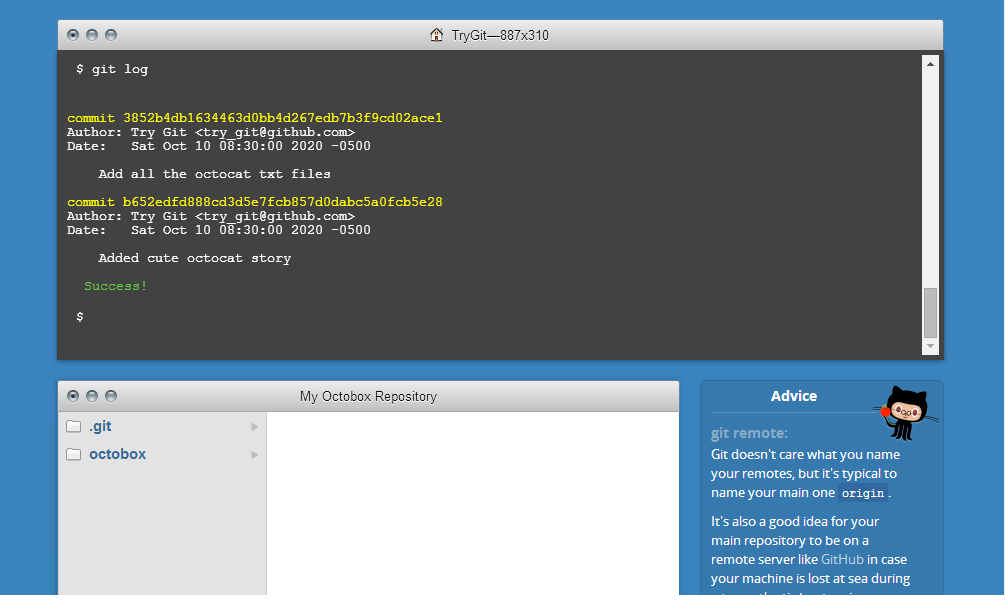 TryGit—887x310
$ git log
commit 3852b4db1634463d0bb4d267edb7b3f9cd02ace1
Author: Try Git <try_git@github.com>
Date:   Sat Oct 10 08:30:00 2020 -0500
Add all the octocat txt files
commit b652edfd888cd3d5e7fcb857d0dabc5a0fcb5e28
Author: Try Git <try_git@github.com>
Date:   Sat Oct 10 08:30:00 2020 -0500
Added cute octocat story
Success!
$
My Octobox Repository
.git
octobox
Advice
git remote:
Git doesn't care what you name
your remotes, but it's typical to
name your main one origin.
It's also a good idea for your
main repository to be on a
remote server like GitHub in case
your machine is lost at sea during